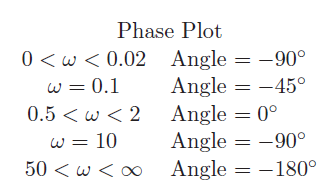 Phase Plot
0 < ω < 0.02 Angle = −90°
ω = 0.1 Angle = −45°
0.5 < ω < 2 Angle = 0°
ω = 10 Angle = −90°
50 < ω < ∞ Angle = −180°